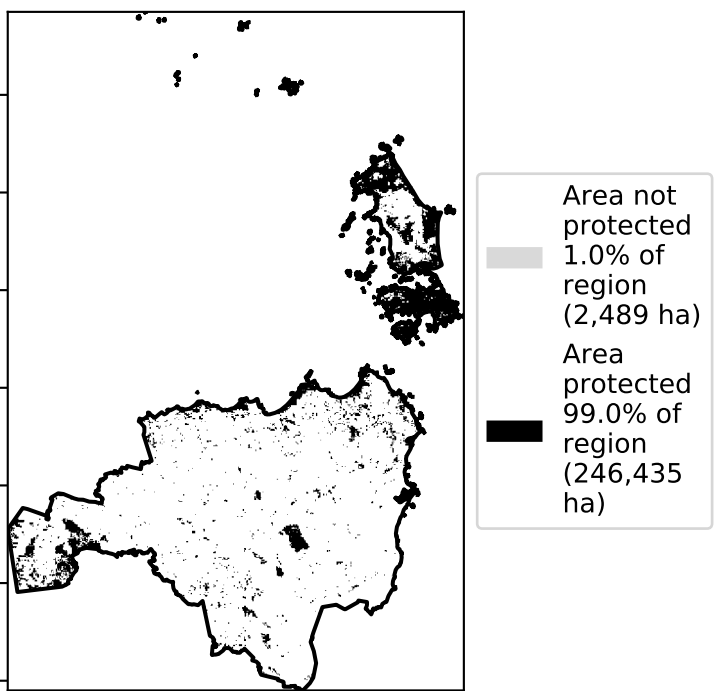 Area not
protected
1.0% of
region
(2,489 ha)
Area
protected
99.0% of
region
(246,435
ha)